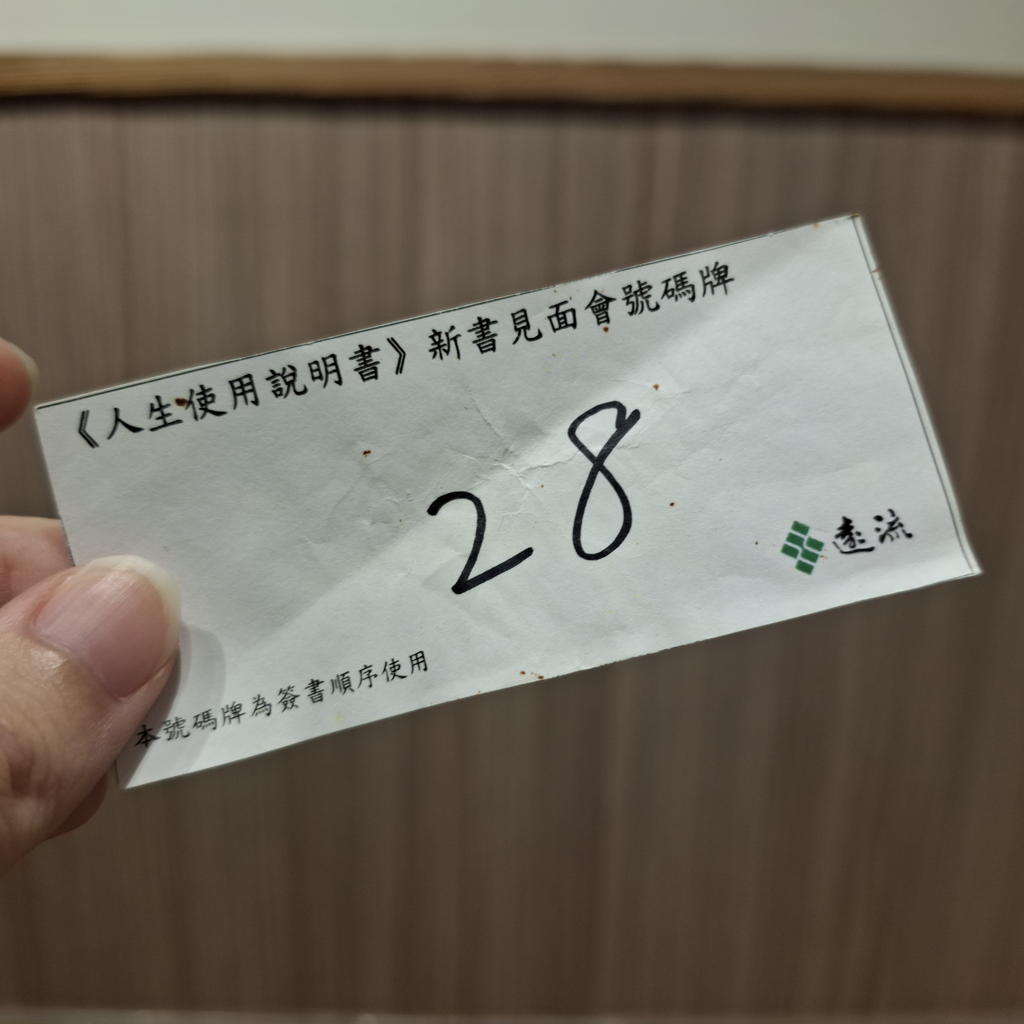 《人生使用說明書》新書見面會號碼牌
28
遠流
本號碼牌為簽書順序使用